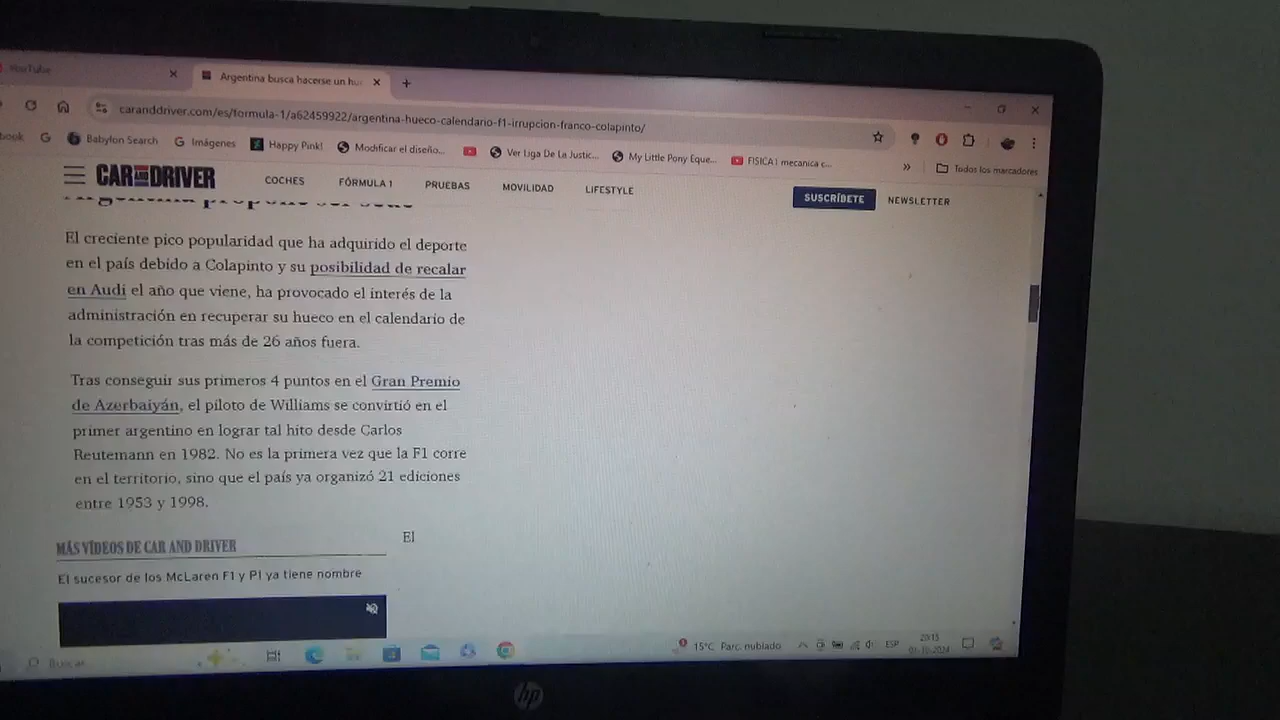 YouTube
Argentina busca hacerse un hu
caranddriver.com/es/formula-1/a62459922/argentina-hueco-calendario-f1-irrupcion-franco-colapinto/
book
G
Babylon Search
Imágenes
Happy Pink!
Modificar el diseño...
Ver Liga De La Justic...
My Little Pony Eque...
FISICA I mecanica c...
»
Todos los marcadores
CAR AND DRIVER
COCHES
FÓRMULA 1
PRUEBAS
MOVILIDAD
LIFESTYLE
SUSCRÍBETE
NEWSLETTER
El creciente pico popularidad que ha adquirido el deporte
en el país debido a Colapinto y su posibilidad de recalar
en Audi el año que viene, ha provocado el interés de la
administración en recuperar su hueco en el calendario de
la competición tras más de 26 años fuera.
Tras conseguir sus primeros 4 puntos en el Gran Premio
de Azerbaiyán, el piloto de Williams se convirtió en el
primer argentino en lograr tal hito desde Carlos
Reutemann en 1982. No es la primera vez que la F1 corre
en el territorio, sino que el país ya organizó 21 ediciones
entre 1953 y 1998.
El
MÁS VÍDEOS DE CAR AND DRIVER
El sucesor de los McLaren F1 y P1 ya tiene nombre
Buscar
15°C Parc. nublado
ESP
20:15
01-10-2024
hp